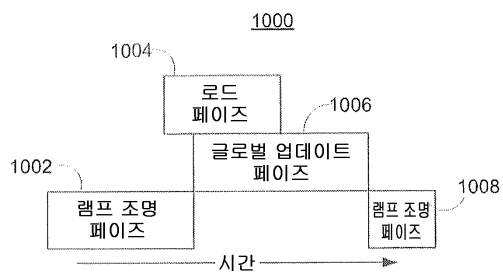 1000
1004
로드
페이즈
1006
글로벌 업데이트
페이즈
1002
램프 조명
페이즈
1008
램프 조명
페이즈
시간